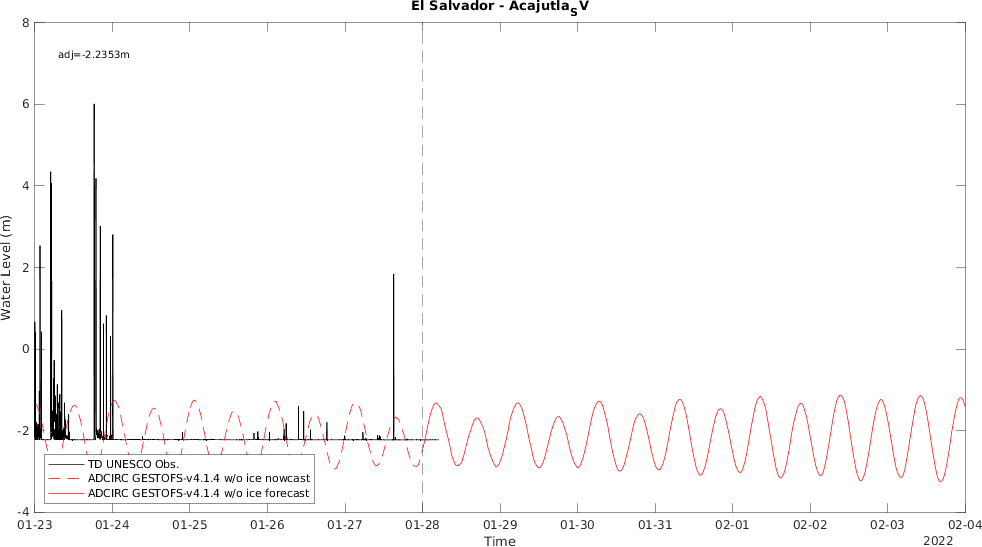 El Salvador - Acajutla_SV
adj=-2.2353m
Water Level (m)
8
6
4
2
0
-2
-4
TD UNESCO Obs.
ADCIRC GESTOFS-v4.1.4 w/o ice nowcast
ADCIRC GESTOFS-v4.1.4 w/o ice forecast
01-23 01-24 01-25 01-26 01-27 01-28 01-29 01-30 01-31 02-01 02-02 02-03 02-04
Time
2022